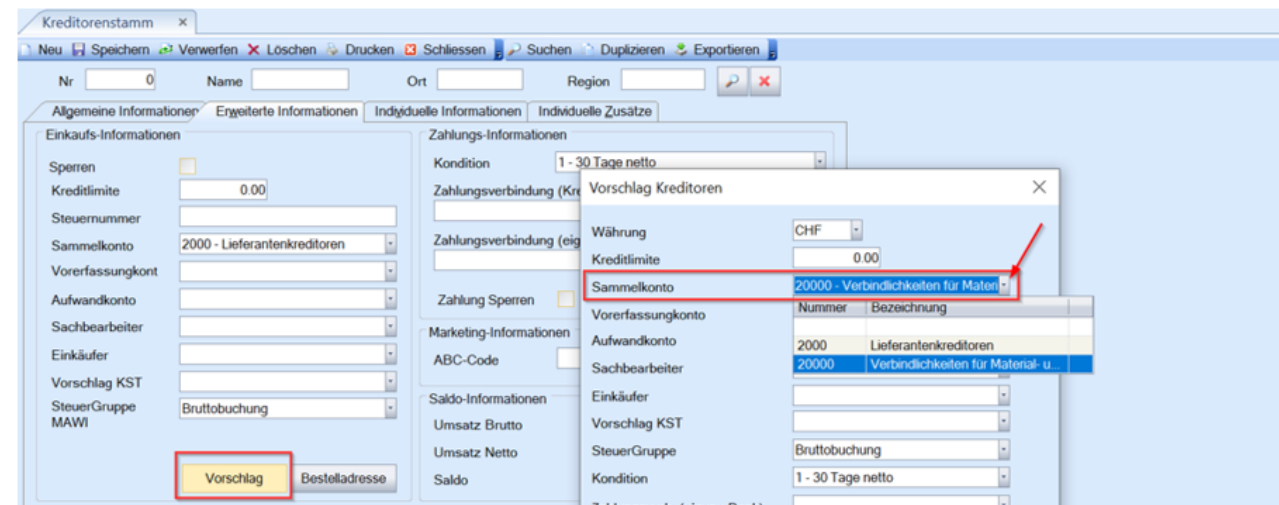 Kreditorenstamm ×
Neu Speichern Verwerfen Löschen Drucken Schliessen Suchen Duplizieren Exportieren
Nr 0 Name Ort Region
Allgemeine Informationen Erweiterte Informationen Individuelle Informationen Individuelle Zusätze
Einkaufs-Informationen
Sperren
Kreditlimite 0.00
Steuernummer
Sammelkonto 2000 - Lieferantenkreditoren
Vorerfassungkont
Aufwandkonto
Sachbearbeiter
Einkäufer
Vorschlag KST
SteuerGruppe
MAWI
Bruttobuchung
Vorschlag Bestelladresse
Zahlungs-Informationen
Kondition 1 - 30 Tage netto
Zahlungsverbindung (Kre
Zahlungsverbindung (eig
Zahlung Sperren
Marketing-Informationen
ABC-Code
Saldo-Informationen
Umsatz Brutto
Umsatz Netto
Saldo
Vorschlag Kreditoren
Währung CHF
Kreditlimite 0.00
Sammelkonto 20000 - Verbindlichkeiten für Materi
Nummer Bezeichnung
2000 Lieferantenkreditoren
20000 Verbindlichkeiten für Material- u...
Vorerfassungkonto
Aufwandkonto
Sachbearbeiter
Einkäufer
Vorschlag KST
SteuerGruppe Bruttobuchung
Kondition 1 - 30 Tage netto